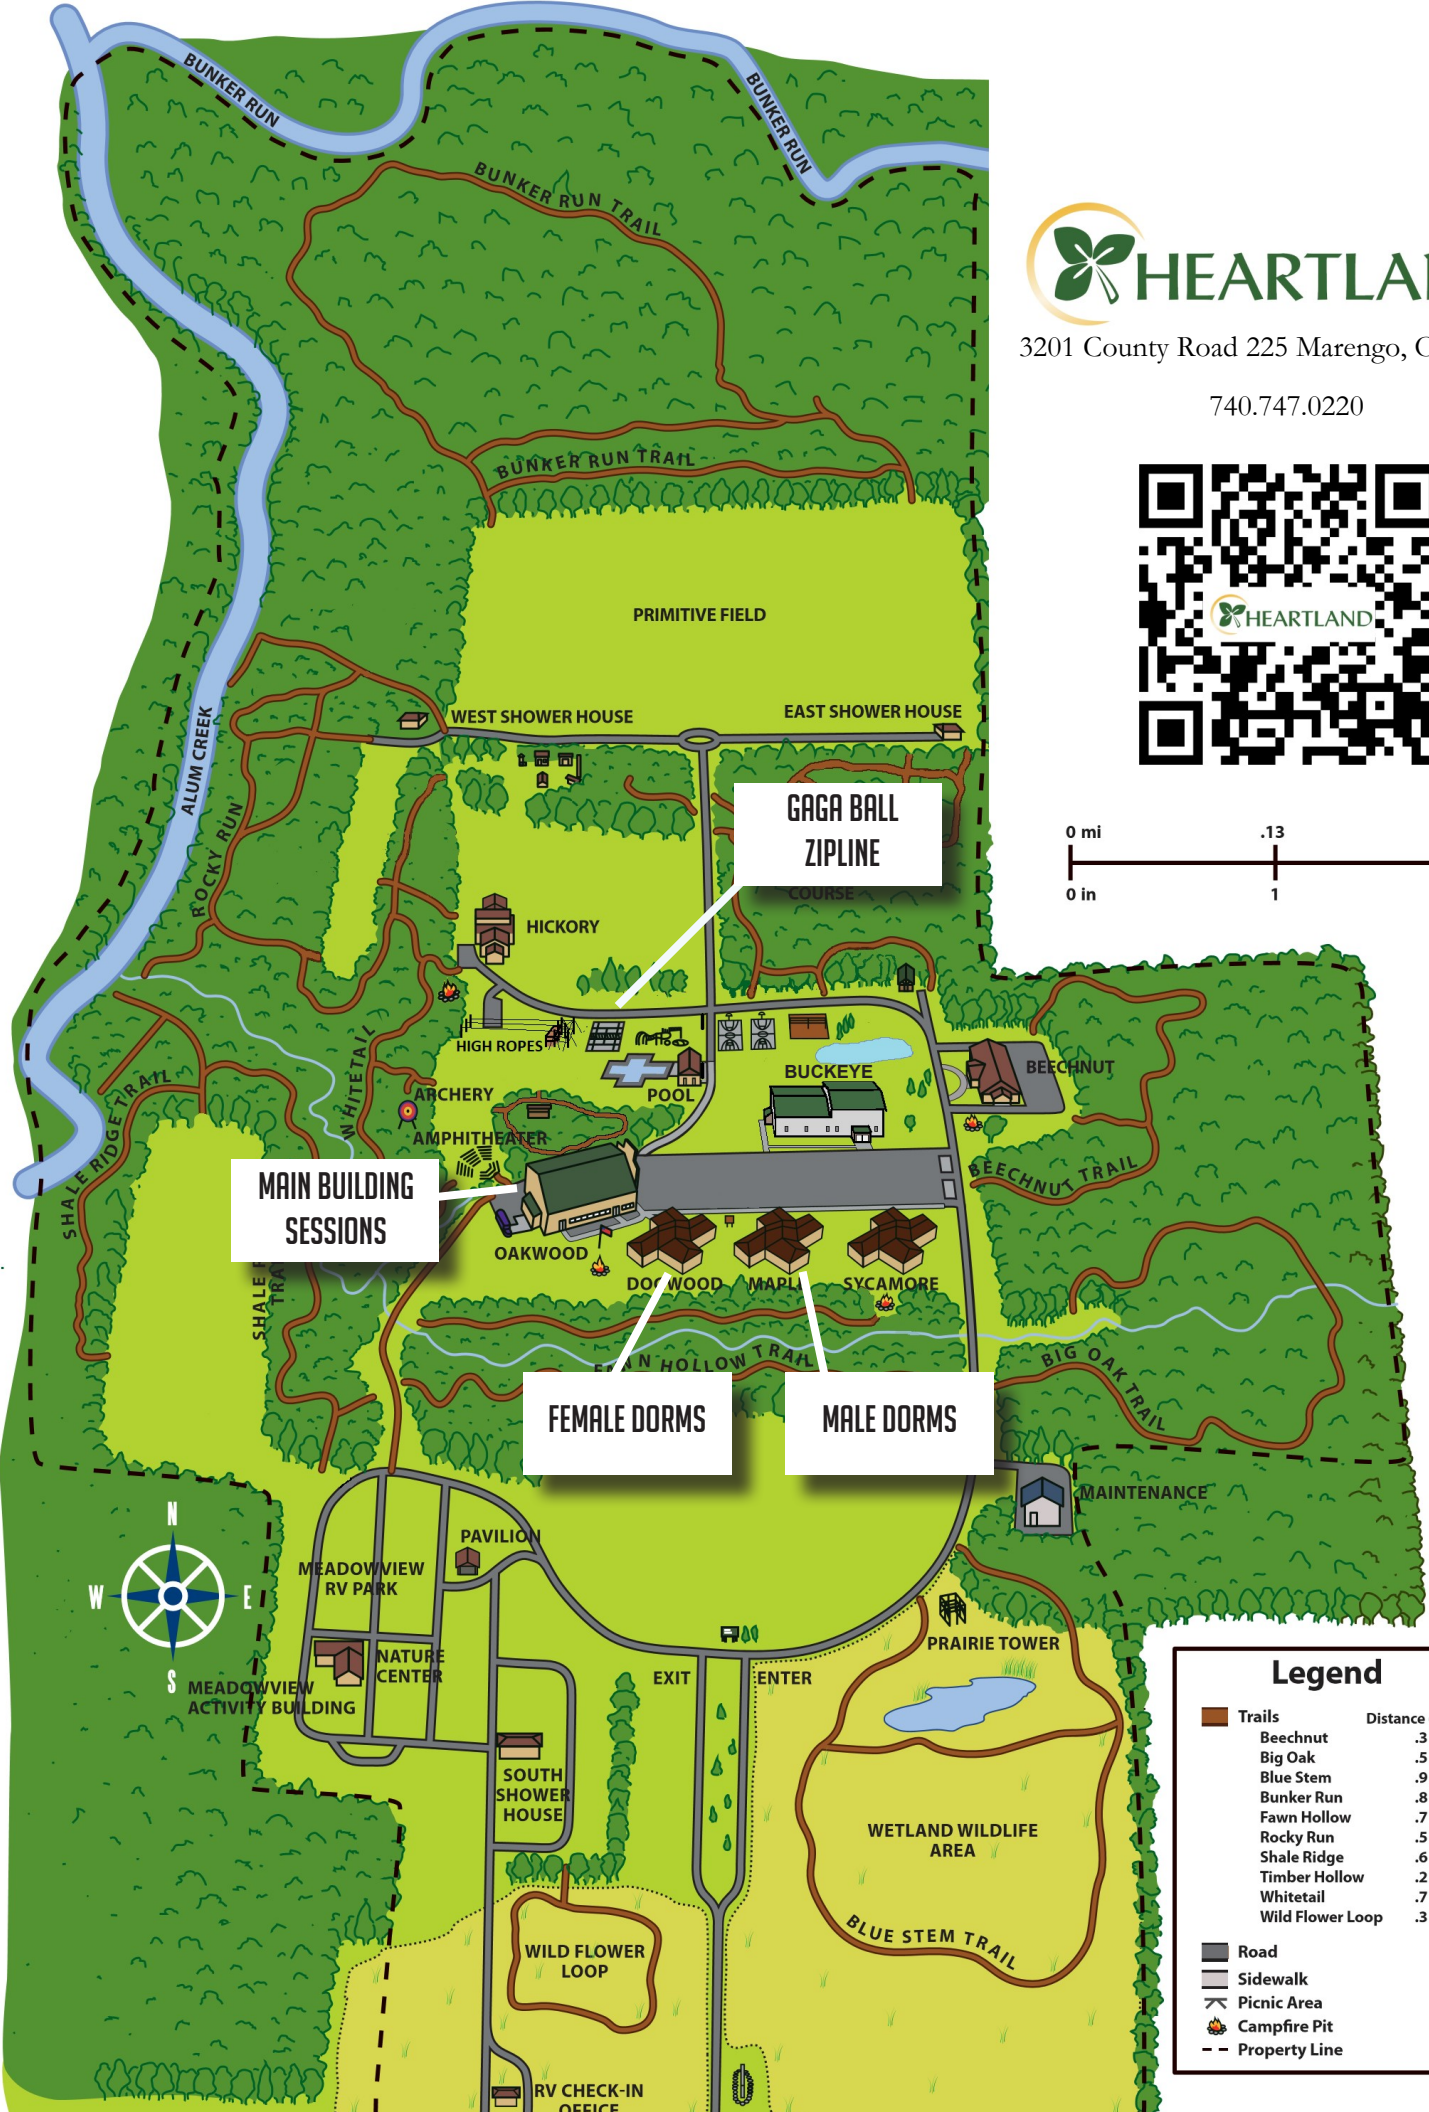 BUNKER RUN
BUNKER RUN
BUNKER RUN TRAIL
HEARTLAN
3201 County Road 225 Marengo,
740.747.0220
BUNKER RUN TRAIL
HEARTLAND
PRIMITIVE FIELD
WEST SHOWER HOUSE
EAST SHOWER HOUSE
ALUM CREEK
ROCKY RUN
GAGA BALL
ZIPLINE
COURSE
0 mi
.13
0 in
1
HICKORY
HIGH ROPES
WHITETAIL
ARCHERY
POOL
BUCKEYE
BEECHNUT
AMPHITHEATER
SHALE RIDGE TRAIL
BEECHNUT TRAIL
MAIN BUILDING
SESSIONS
OAKWOOD
DOGWOOD
MAPLE
SYCAMORE
SHALE
FAWN HOLLOW TRAIL
BIG OAK TRAIL
FEMALE DORMS
MALE DORMS
MAINTENANCE
N
W
E
S
PAVILION
MEADOWVIEW
RV PARK
NATURE
CENTER
MEADOWVIEW
ACTIVITY BUILDING
EXIT
ENTER
PRAIRIE TOWER
SOUTH
SHOWER
HOUSE
WETLAND WILDLIFE
AREA
BLUE STEM TRAIL
WILD FLOWER
LOOP
RV CHECK-IN
OFFICE
Legend
Trails Distance
Beechnut .3
Big Oak .5
Blue Stem .9
Bunker Run .8
Fawn Hollow .7
Rocky Run .5
Shale Ridge .6
Timber Hollow .2
Whitetail .7
Wild Flower Loop .3
Road
Sidewalk
Picnic Area
Campfire Pit
Property Line